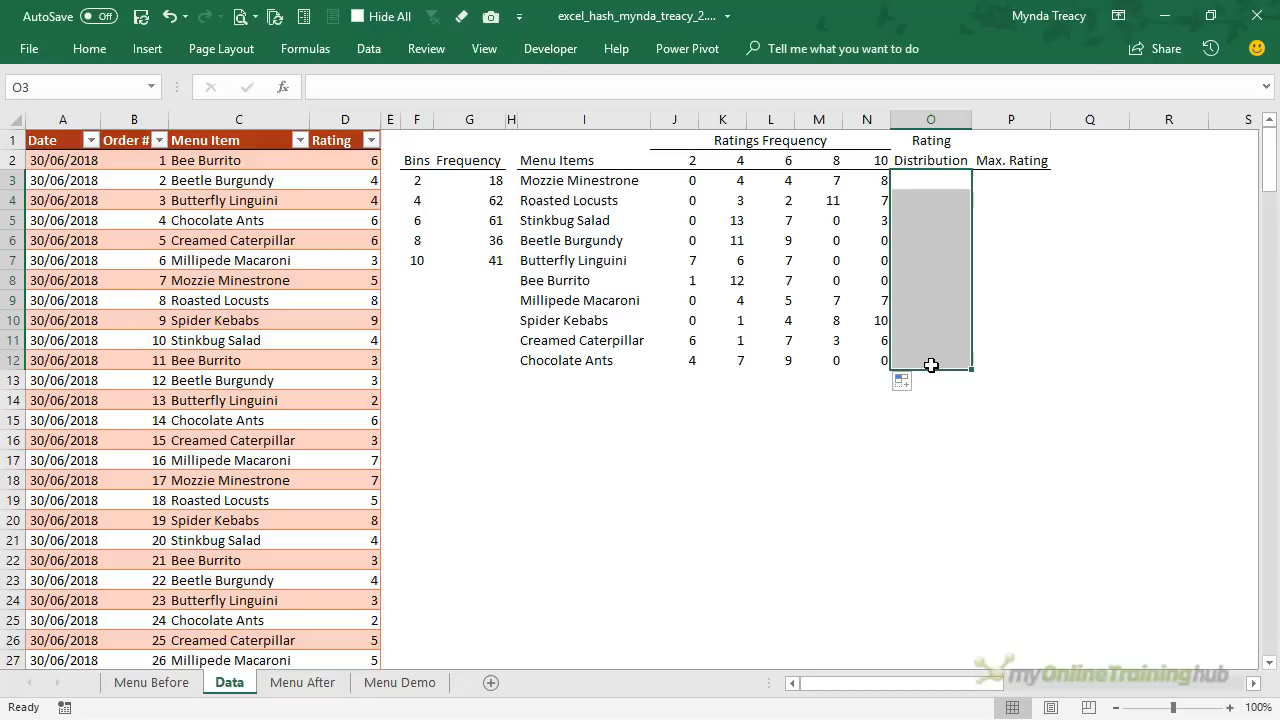 AutoSave Off Hide All excel_hash_mynda_treacy_2.... Mynda Treacy
File Home Insert Page Layout Formulas Data Review View Developer Help Power Pivot Tell me what you want to do Share
O3 fx
A B C D E F G H I J K L M N O P Q R S
1 Date Order # Menu Item Rating Ratings Frequency Rating
2 30/06/2018 1 Bee Burrito 6 Bins Frequency Menu Items 2 4 6 8 10 Distribution Max. Rating
3 30/06/2018 2 Beetle Burgundy 4 2 18 Mozzie Minestrone 0 4 4 7 8
4 30/06/2018 3 Butterfly Linguini 4 4 62 Roasted Locusts 0 3 2 11 7
5 30/06/2018 4 Chocolate Ants 6 6 61 Stinkbug Salad 0 13 7 0 3
6 30/06/2018 5 Creamed Caterpillar 6 8 36 Beetle Burgundy 0 11 9 0 0
7 30/06/2018 6 Millipede Macaroni 3 10 41 Butterfly Linguini 7 6 7 0 0
8 30/06/2018 7 Mozzie Minestrone 5 Bee Burrito 1 12 7 0 0
9 30/06/2018 8 Roasted Locusts 8 Millipede Macaroni 0 4 5 7 7
10 30/06/2018 9 Spider Kebabs 9 Spider Kebabs 0 1 4 8 10
11 30/06/2018 10 Stinkbug Salad 4 Creamed Caterpillar 6 1 7 3 6
12 30/06/2018 11 Bee Burrito 3 Chocolate Ants 4 7 9 0 0
13 30/06/2018 12 Beetle Burgundy 3
14 30/06/2018 13 Butterfly Linguini 2
15 30/06/2018 14 Chocolate Ants 6
16 30/06/2018 15 Creamed Caterpillar 3
17 30/06/2018 16 Millipede Macaroni 7
18 30/06/2018 17 Mozzie Minestrone 7
19 30/06/2018 18 Roasted Locusts 5
20 30/06/2018 19 Spider Kebabs 8
21 30/06/2018 20 Stinkbug Salad 4
22 30/06/2018 21 Bee Burrito 3
23 30/06/2018 22 Beetle Burgundy 4
24 30/06/2018 23 Butterfly Linguini 3
25 30/06/2018 24 Chocolate Ants 2
26 30/06/2018 25 Creamed Caterpillar 5
27 30/06/2018 26 Millipede Macaroni 5
myOnlineTraininghub
Menu Before Data Menu After Menu Demo
Ready 100%